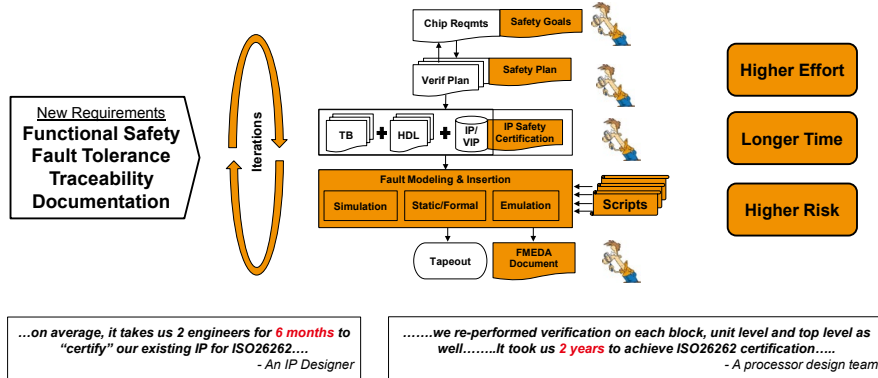 Chip Reqmts
Safety Goals
Verif Plan
Safety Plan
New Requirements
Functional Safety
Fault Tolerance
Traceability
Documentation
Iterations
TB
+
HDL
+
IP/
VIP
IP Safety
Certification
Fault Modeling & Insertion
Simulation
Static/Formal
Emulation
Scripts
Tapeout
FMEDA
Document
Higher Effort
Longer Time
Higher Risk
…on average, it takes us 2 engineers for 6 months to
“certify” our existing IP for ISO26262….
- An IP Designer
…….we re-performed verification on each block, unit level and top level as
well……..It took us 2 years to achieve ISO26262 certification…..
- A processor design team